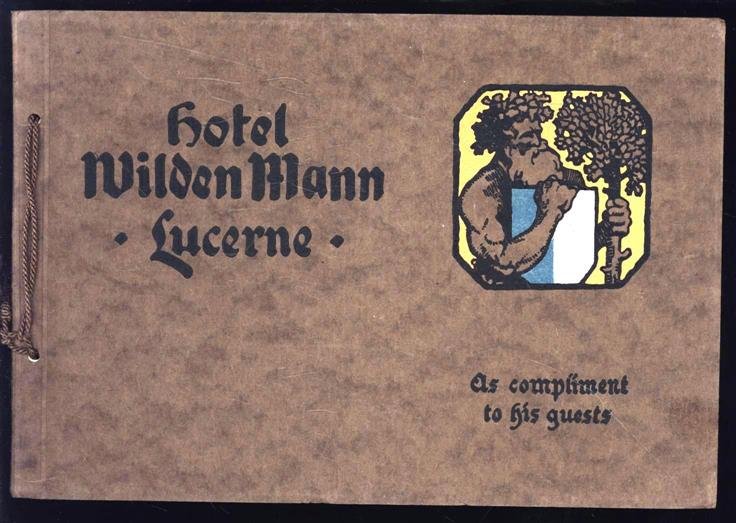 Hotel
Wilden Mann
· Lucerne ·
As compliment
to his guests